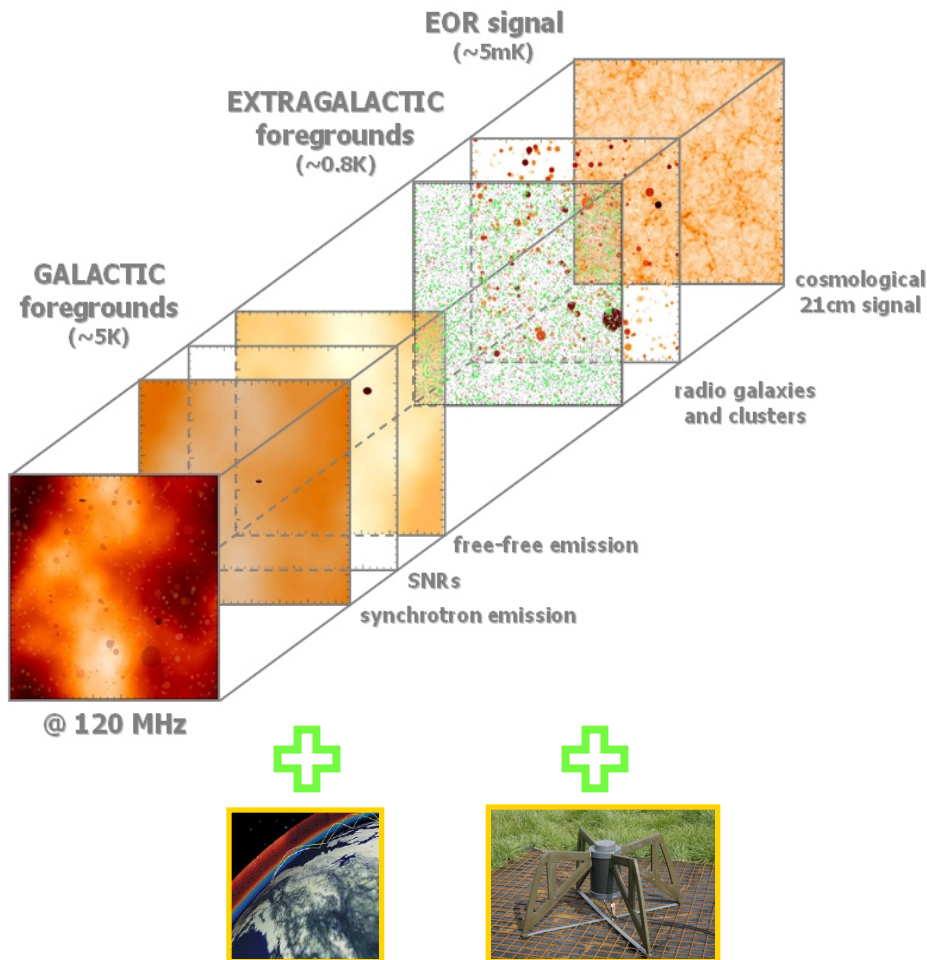 EOR signal
(~5mK)
EXTRAGALACTIC
foregrounds
(~0.8K)
GALACTIC
foregrounds
(~5K)
cosmological
21cm signal
radio galaxies
and clusters
free-free emission
SNRs
synchrotron emission
@ 120 MHz